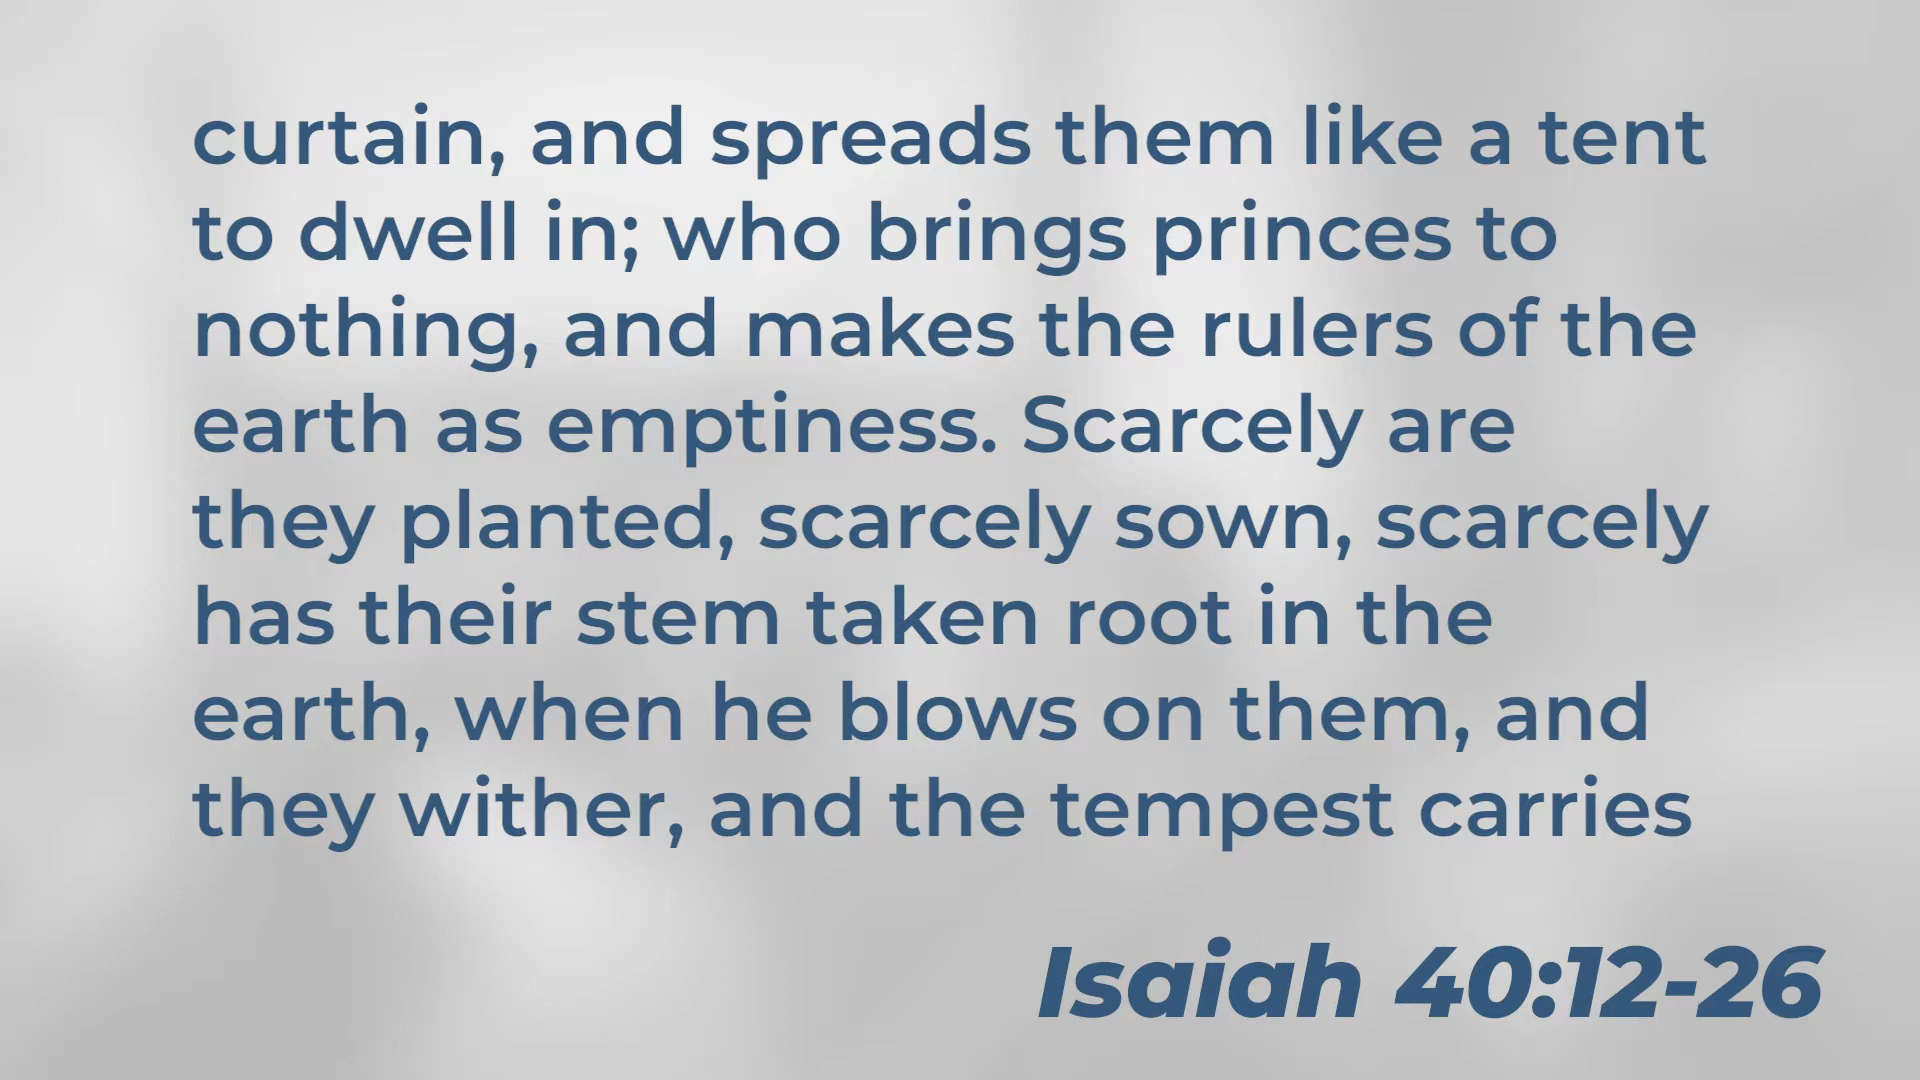 curtain, and spreads them like a tent
to dwell in; who brings princes to
nothing, and makes the rulers of the
earth as emptiness. Scarcely are
they planted, scarcely sown, scarcely
has their stem taken root in the
earth, when he blows on them, and
they wither, and the tempest carries
Isaiah 40:12-26